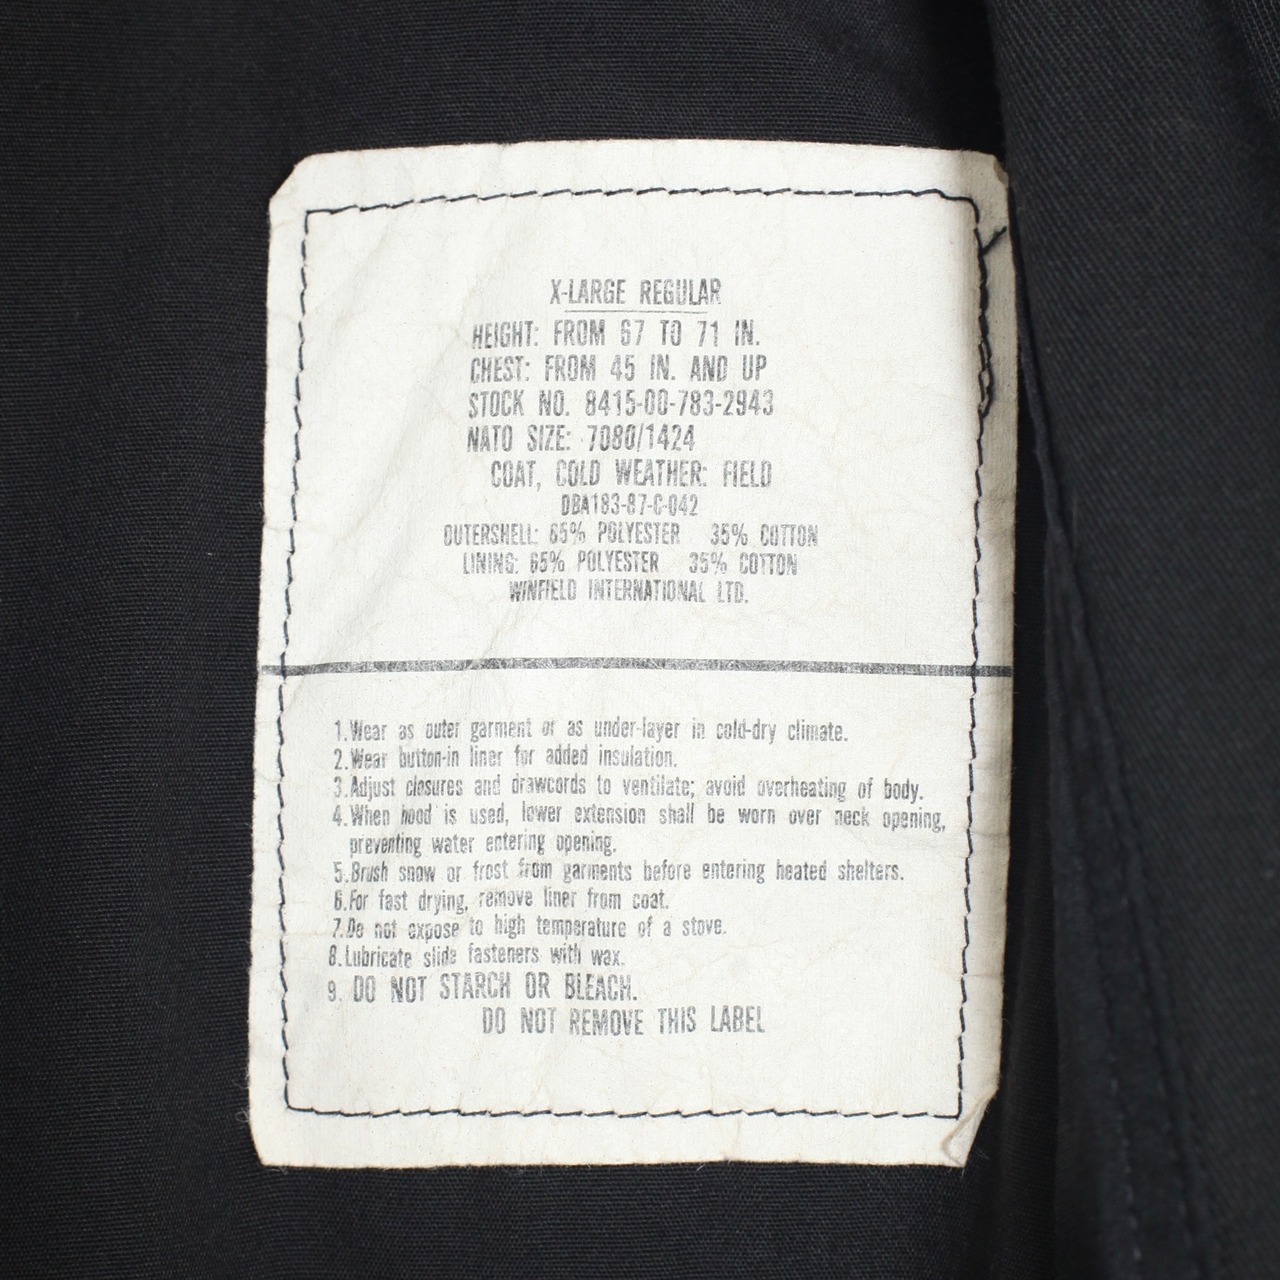 X-LARGE REGULAR
HEIGHT: FROM 67 TO 71 IN.
CHEST: FROM 45 IN. AND UP
STOCK NO. 8415-00-783-2943
NATO SIZE: 7080/1424
COAT, COLD WEATHER: FIELD
DBA183-87-C-042
OUTERSHELL: 65% POLYESTER 35% COTTON
LINING: 65% POLYESTER 35% COTTON
WINFIELD INTERNATIONAL LTD.
1. Wear as outer garment or as under-layer in cold-dry climate.
2. Wear button-in liner for added insulation.
3. Adjust closures and drawcords to ventilate; avoid overheating of body.
4. When hood is used, lower extension shall be worn over neck opening,
preventing water entering opening.
5. Brush snow or frost from garments before entering heated shelters.
6. For fast drying, remove liner from coat.
7. Do not expose to high temperature of a stove.
8. Lubricate slide fasteners with wax.
9. DO NOT STARCH OR BLEACH.
DO NOT REMOVE THIS LABEL